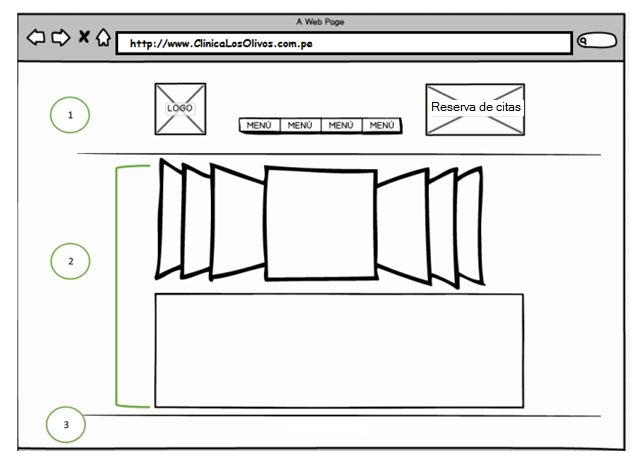 A Web Page
http://www.ClinicaLosOlivos.com.pe
1
LOGO
Reserva de citas
MENÚ MENÚ MENÚ MENÚ
2
3